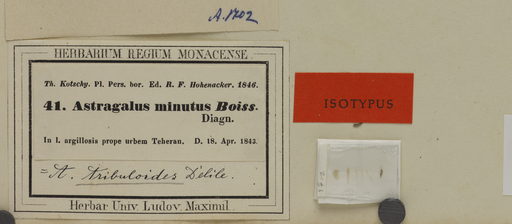 A. 1702
HERBARIUM REGIUM MONACENSE
Th. Kotschy. Pl. Pers. bor. Ed. R. F. Hohenacker. 1846.
41. Astragalus minutus Boiss.
Diagn.
In l. argillosis prope urbem Teheran. D. 18. Apr. 1843.
= A. tribuloides Delile.
Herbar. Univ. Ludov. Maximil.
ISOTYPUS